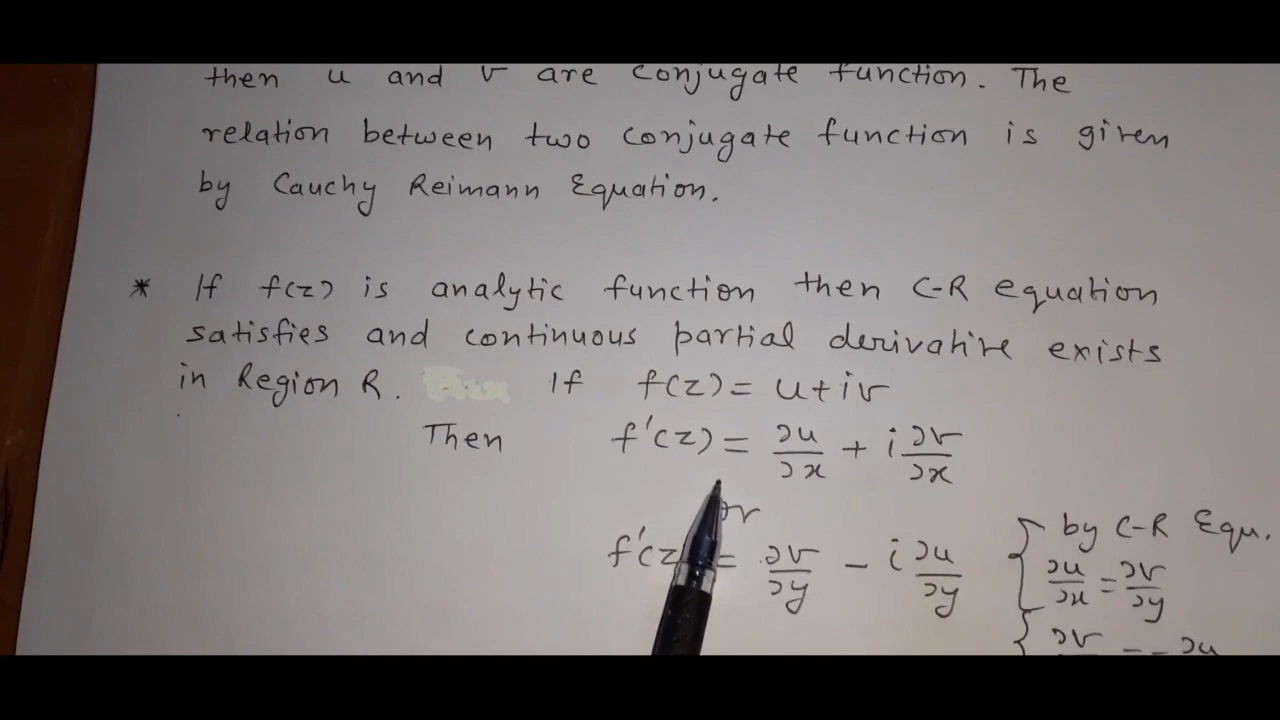 then u and v are conjugate function. The
relation between two conjugate function is given
by Cauchy Reimann Equation.
* If f(z) is analytic function then C-R equation
satisfies and continuous partial derivative exists
in Region R. If f(z) = u+iv
Then f'(z) = ∂u/∂x + i ∂v/∂x
or
f'(z) = ∂v/∂y - i ∂u/∂y { by C-R Equ.
∂u/∂x = ∂v/∂y